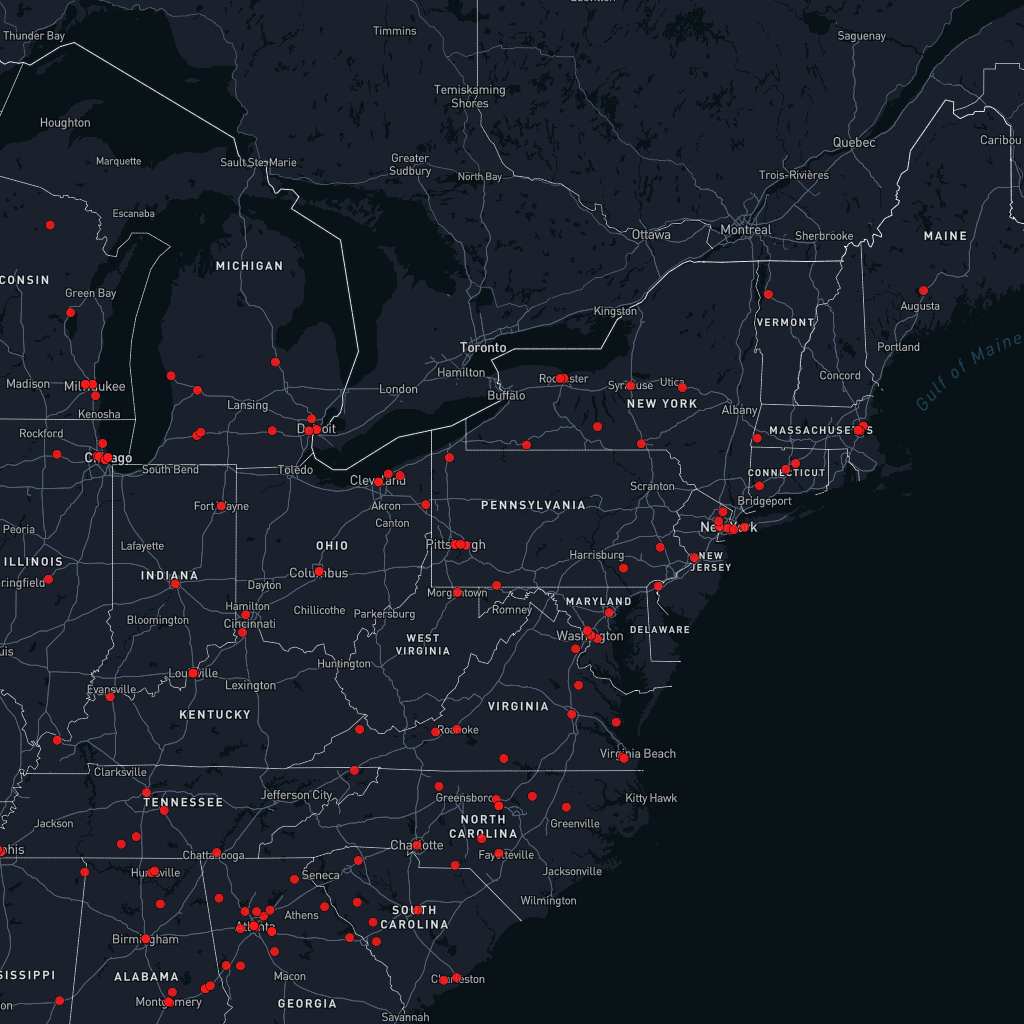 Thunder Bay
Timmins
Saguenay
Temiskaming
Shores
Houghton
Quebec
Caribou
Marquette
Sault Ste-Marie
Greater
Sudbury
North Bay
Trois-Rivières
Escanaba
Ottawa
Montreal
Sherbrooke
MAINE
MICHIGAN
CONSIN
Green Bay
Kingston
Augusta
VERMONT
Gulf of Maine
Toronto
Portland
Madison
Milwaukee
Hamilton
London
Rochester
Syracuse
Utica
Concord
Buffalo
Kenosha
Lansing
NEW YORK
Albany
Rockford
Detroit
MASSACHUSETTS
Chicago
South Bend
Toledo
Cleveland
CONNECTICUT
Scranton
Bridgeport
Fort Wayne
Akron
PENNSYLVANIA
Canton
Peoria
New York
Lafayette
OHIO
Pittsburgh
Harrisburg
NEW
JERSEY
ILLINOIS
INDIANA
Columbus
ringfield
Dayton
Morgantown
MARYLAND
Hamilton
Chillicothe
Parkersburg
Romney
Bloomington
Cincinnati
Washington
DELAWARE
WEST
VIRGINIA
uis
Huntington
Louisville
Lexington
Evansville
KENTUCKY
VIRGINIA
Roanoke
Virginia Beach
Clarksville
TENNESSEE
Jefferson City
Greensboro
Kitty Hawk
Jackson
NORTH
CAROLINA
Greenville
phis
Chattanooga
Charlotte
Fayetteville
Huntsville
Seneca
Jacksonville
Wilmington
Athens
SOUTH
CAROLINA
Atlanta
Birmingham
SISSIPPI
ALABAMA
Macon
Charleston
on
Montgomery
GEORGIA
Savannah